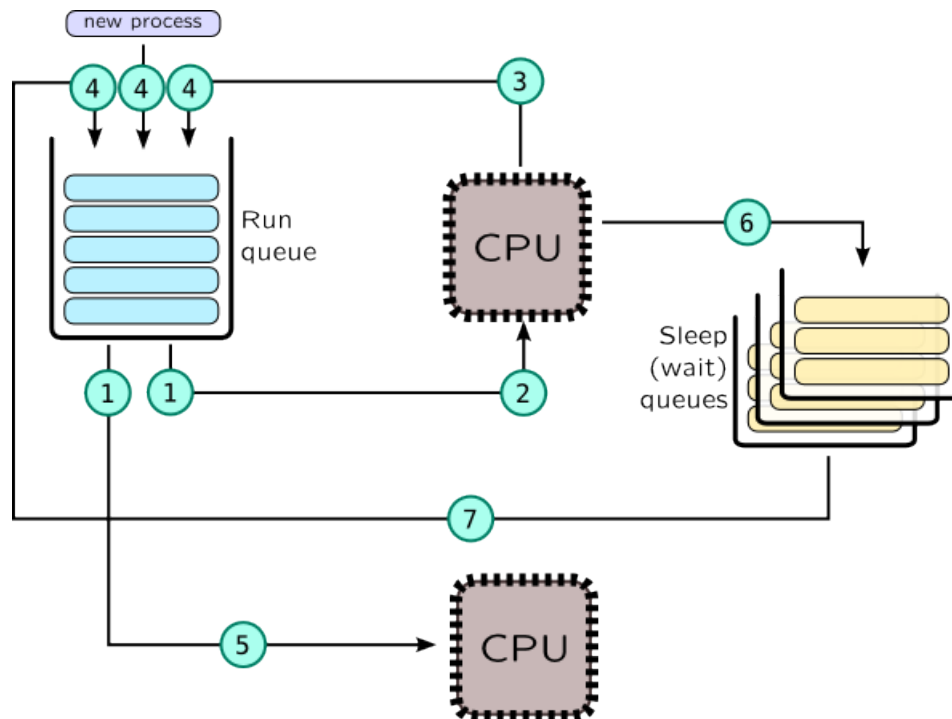 new process
4
4
4
3
CPU
6
Run
queue
Sleep
(wait)
queues
1
1
2
7
5
CPU